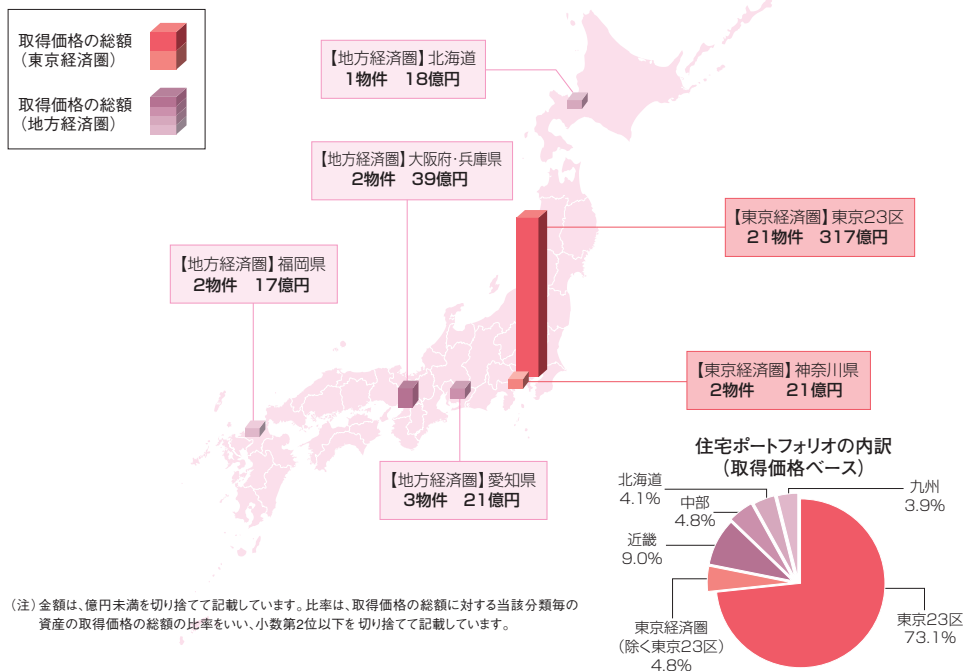 取得価格の総額
(東京経済圏)
取得価格の総額
(地方経済圏)
【地方経済圏】北海道
1物件 18億円
【地方経済圏】大阪府・兵庫県
2物件 39億円
【東京経済圏】東京23区
21物件 317億円
【地方経済圏】福岡県
2物件 17億円
【東京経済圏】神奈川県
2物件 21億円
【地方経済圏】愛知県
3物件 21億円
住宅ポートフォリオの内訳
(取得価格ベース)
北海道
4.1%
中部
4.8%
九州
3.9%
近畿
9.0%
東京経済圏
(除く東京23区)
4.8%
東京23区
73.1%
(注)金額は、億円未満を切り捨てて記載しています。比率は、取得価格の総額に対する当該分類毎の
資産の取得価格の総額の比率をいい、小数第2位以下を切り捨てて記載しています。